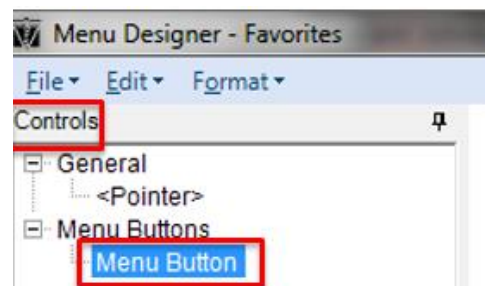 Menu Designer - Favorites
File Edit Format
Controls
General
<Pointer>
Menu Buttons
Menu Button